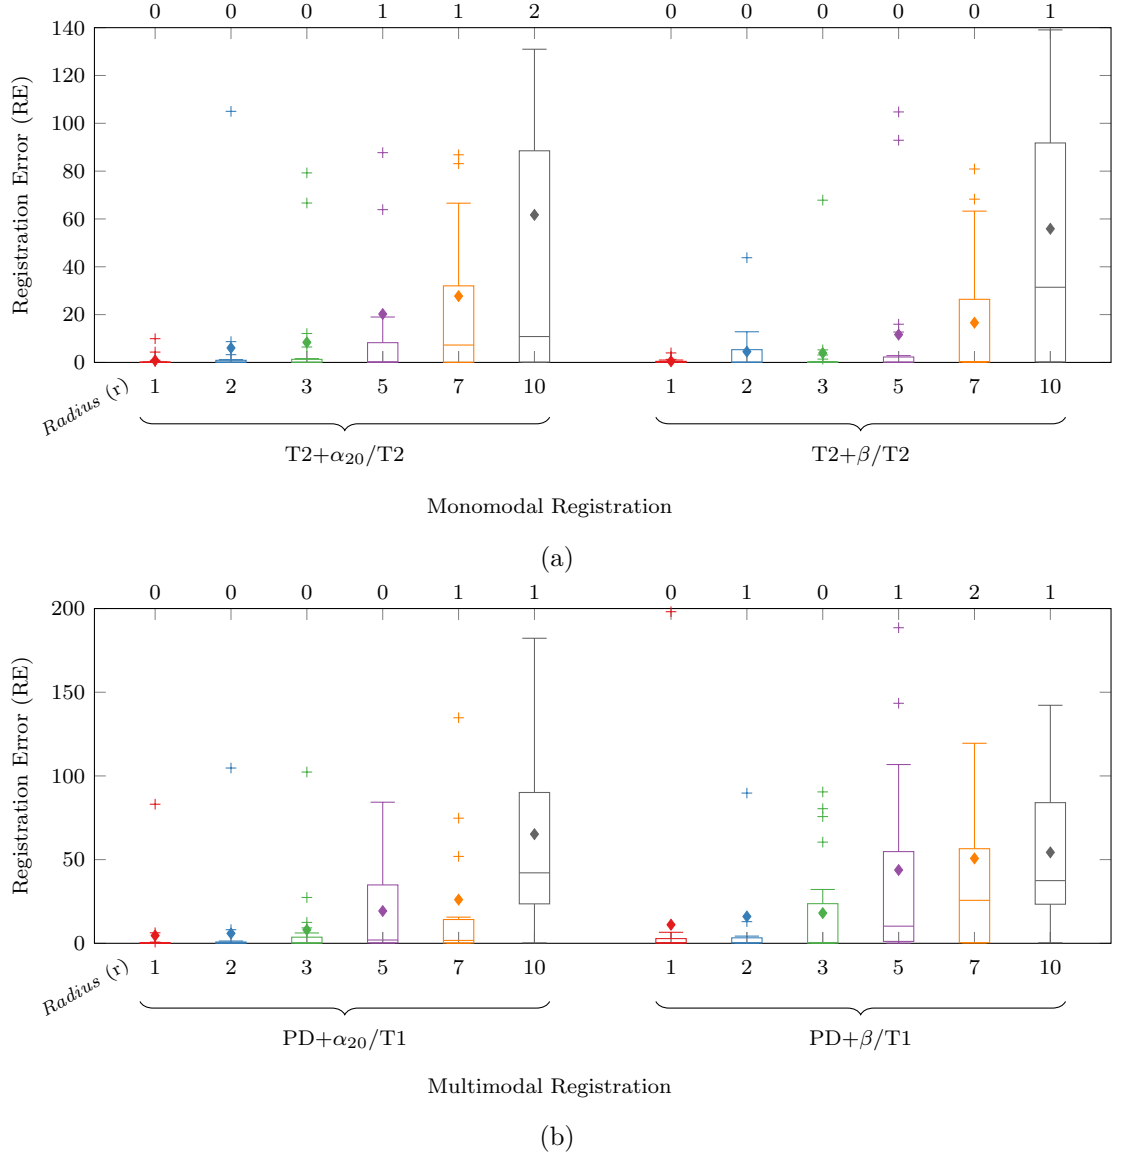 0 0 0 1 1 2 0 0 0 0 0 1
140
120
100
80
60
40
20
0
Registration Error (RE)
Radius (r)
1 2 3 5 7 10 1 2 3 5 7 10
T2+α20/T2 T2+β/T2
Monomodal Registration
(a)
0 0 0 0 1 1 0 1 0 1 2 1
200
150
100
50
0
Registration Error (RE)
Radius (r)
1 2 3 5 7 10 1 2 3 5 7 10
PD+α20/T1 PD+β/T1
Multimodal Registration
(b)